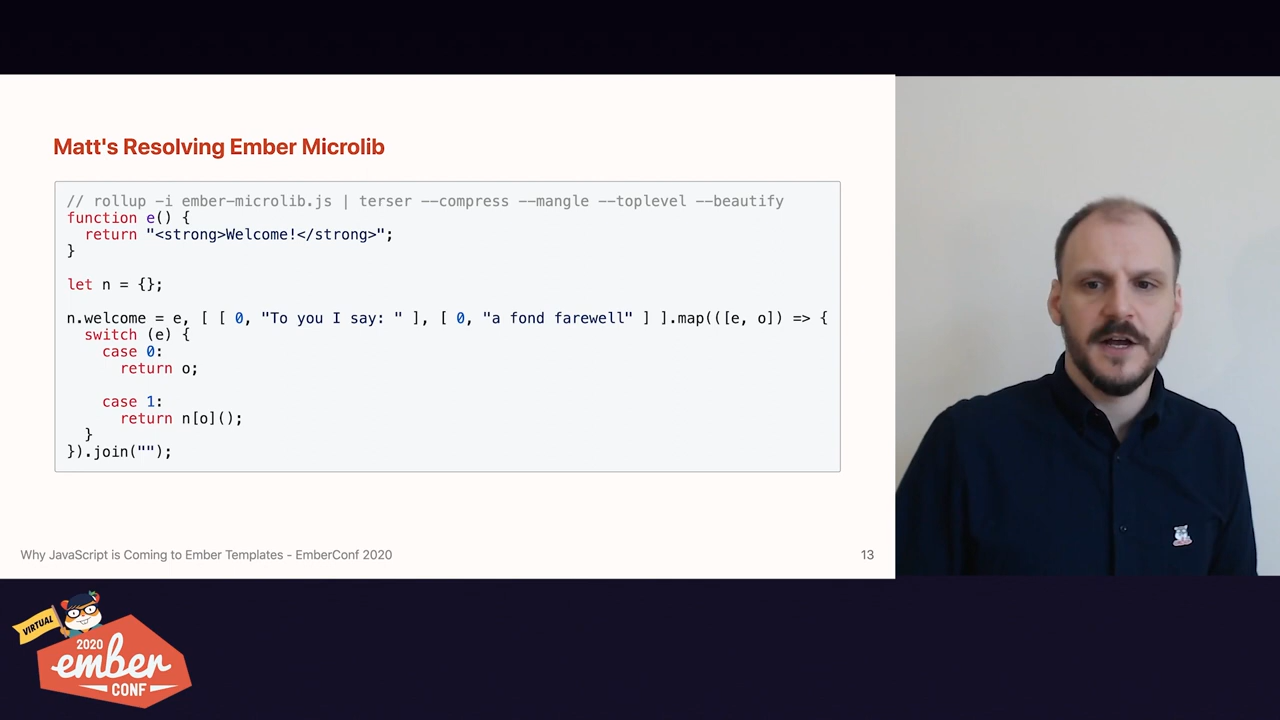 Matt's Resolving Ember Microlib
// rollup -i ember-microlib.js | terser --compress --mangle --toplevel --beautify
function e() {
  return "<strong>Welcome!</strong>";
}
let n = {};
n.welcome = e, [ [ 0, "To you I say: " ], [ 0, "a fond farewell" ] ].map(([e, o]) => {
  switch (e) {
    case 0:
      return o;
    case 1:
      return n[o]();
  }
}).join("");
Why JavaScript is Coming to Ember Templates - EmberConf 2020
13
VIRTUAL
2020
ember
CONF